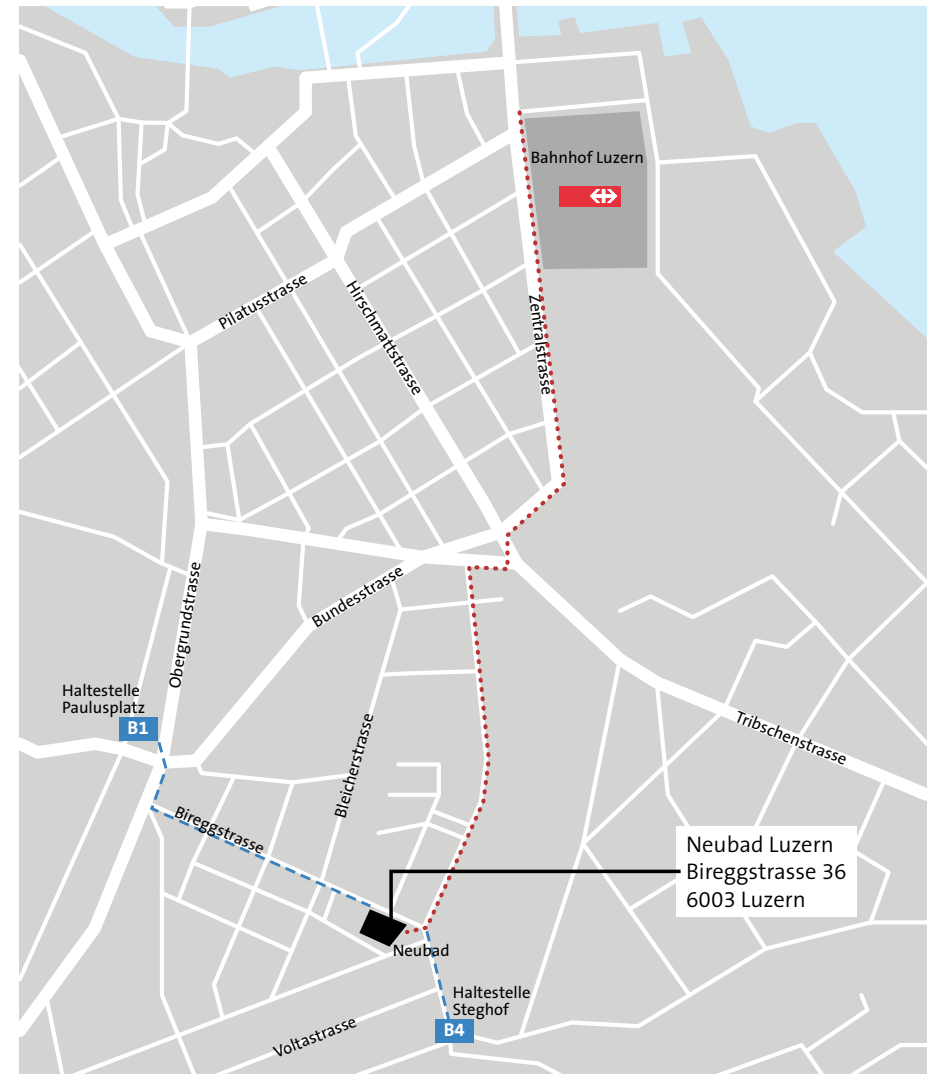 Bahnhof Luzern
Pilatusstrasse
Hirschmattstrasse
Zentralstrasse
Obergrundstrasse
Bundesstrasse
Haltestelle
Paulusplatz
B1
Bleicherstrasse
Tribschenstrasse
Bireggstrasse
Neubad Luzern
Bireggstrasse 36
6003 Luzern
Neubad
Haltestelle
Steghof
B4
Voltastrasse